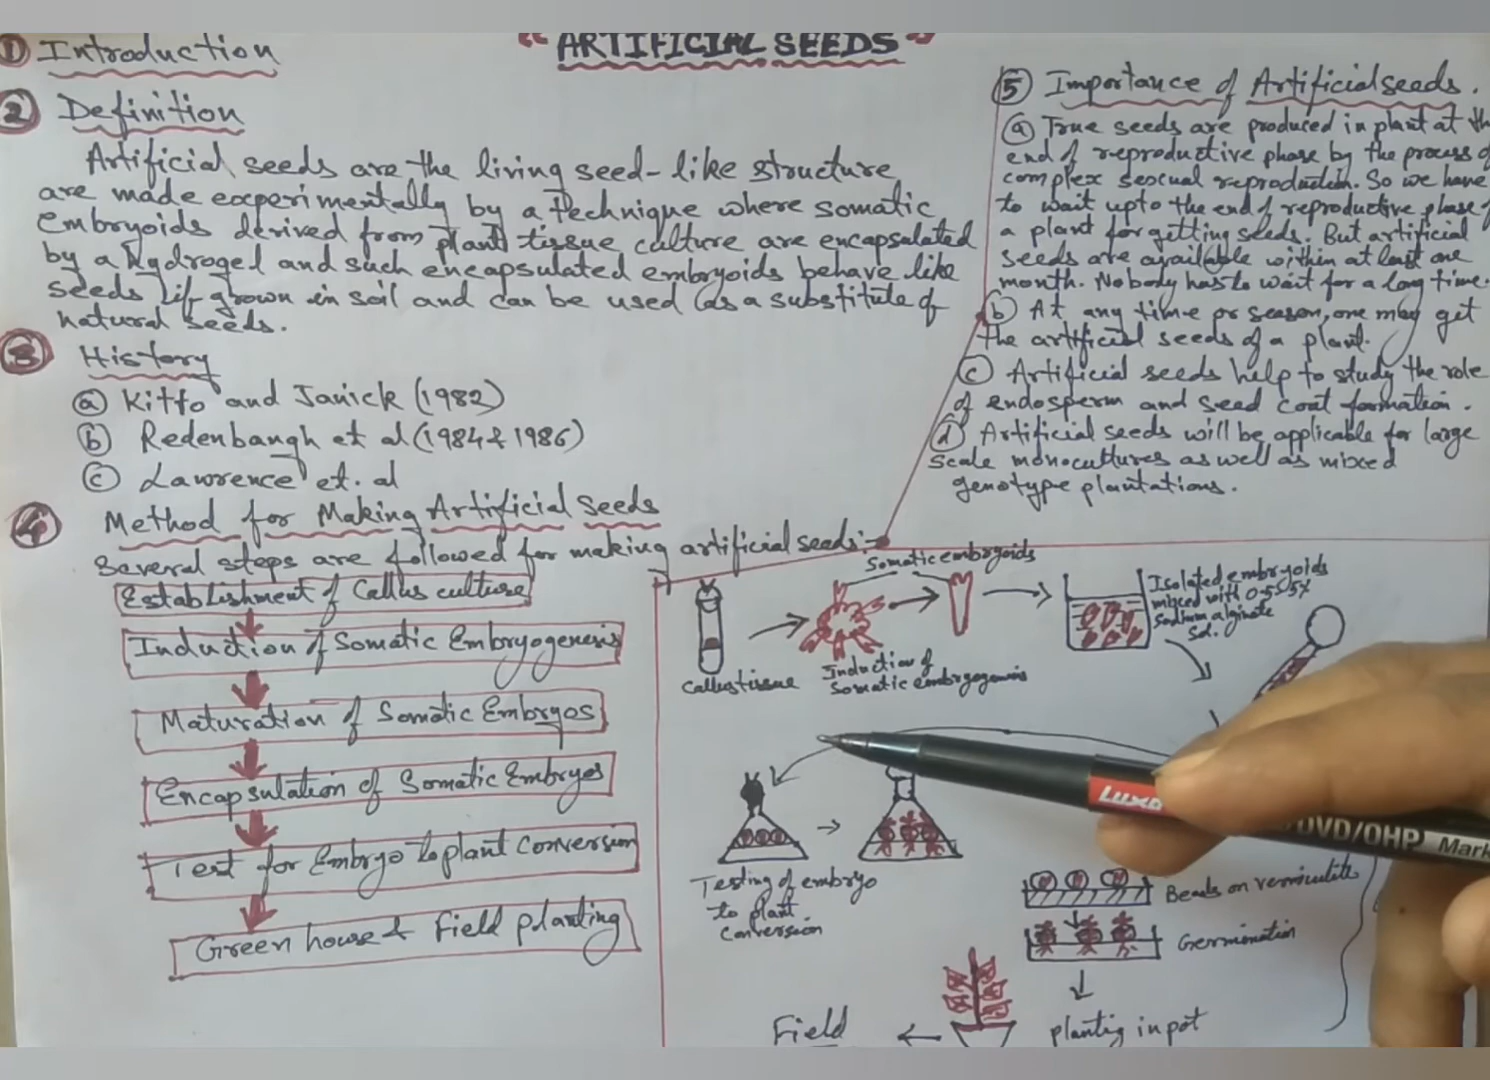 ① Introduction
“ ARTIFICIAL SEEDS ”
② Definition
Artificial seeds are the living seed-like structure
are made experimentally by a technique where somatic
embryoids derived from plant tissue culture are encapsulated
by a hydrogel and such encapsulated embryoids behave like
seeds if grown in soil and can be used as a substitute of
natural seeds.
③ History
ⓐ Kitto and Janick (1982)
ⓑ Redenbangh et al (1984 & 1986)
ⓒ Lawrence et. al
④ Method for Making Artificial Seeds
Several steps are followed for making artificial seeds:-
Establishment of Callus culture
Induction of Somatic Embryogenesis
Maturation of Somatic Embryos
Encapsulation of Somatic Embryos
Test for Embryo to plant conversion
Green house & Field planting
⑤ Importance of Artificial seeds.
ⓐ True seeds are produced in plant at the
end of reproductive phase by the process of
complex sexual reproduction. So we have
to wait upto the end of reproductive phase of
a plant for getting seeds. But artificial
seeds are available within at last one
month. Nobody has to wait for a long time.
ⓑ At any time or season, one may get
the artificial seeds of a plant.
ⓒ Artificial seeds help to study the role
of endosperm and seed coat formation.
ⓓ Artificial seeds will be applicable for large
scale monocultures as well as mixed
genotype plantations.
Somatic embryoids
Callus tissue
Induction of
Somatic embryogenesis
Isolated embryoids
mixed with
Sodium alginate
Sol.
Testing of embryo
to plant
conversion
Beads on vermiculite
Germination
planting in pot
Field
LUXO
/DVD/OHP Mark